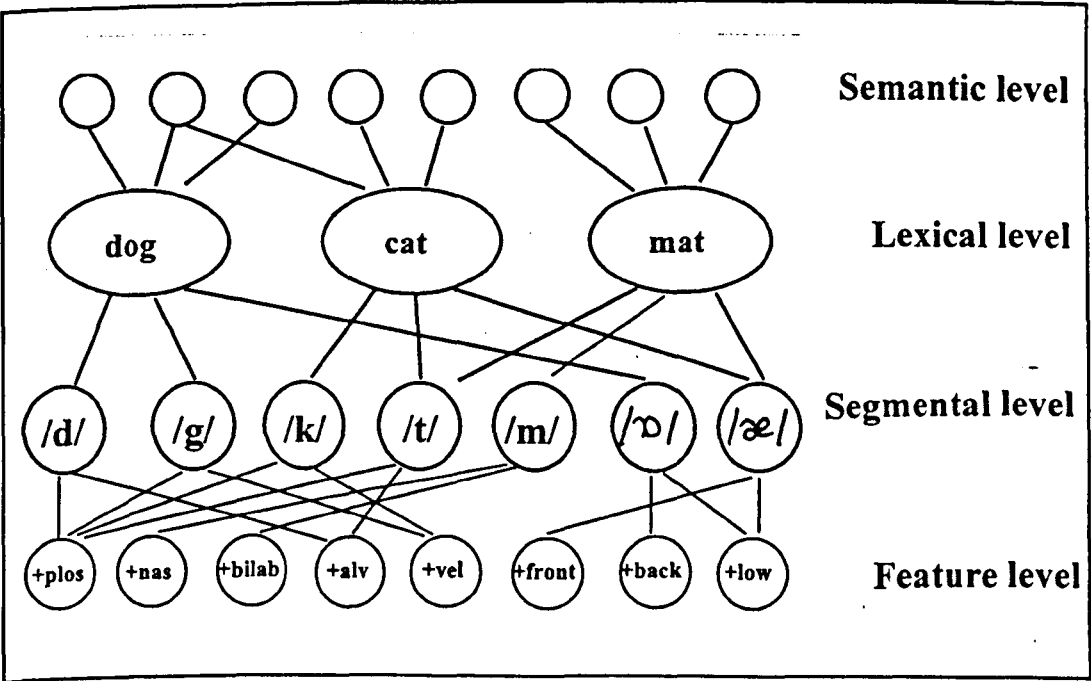 Semantic level
dog cat mat Lexical level
/d/ /g/ /k/ /t/ /m/ /ɒ/ /æ/ Segmental level
+plos +nas +bilab +alv +vel +front +back +low Feature level